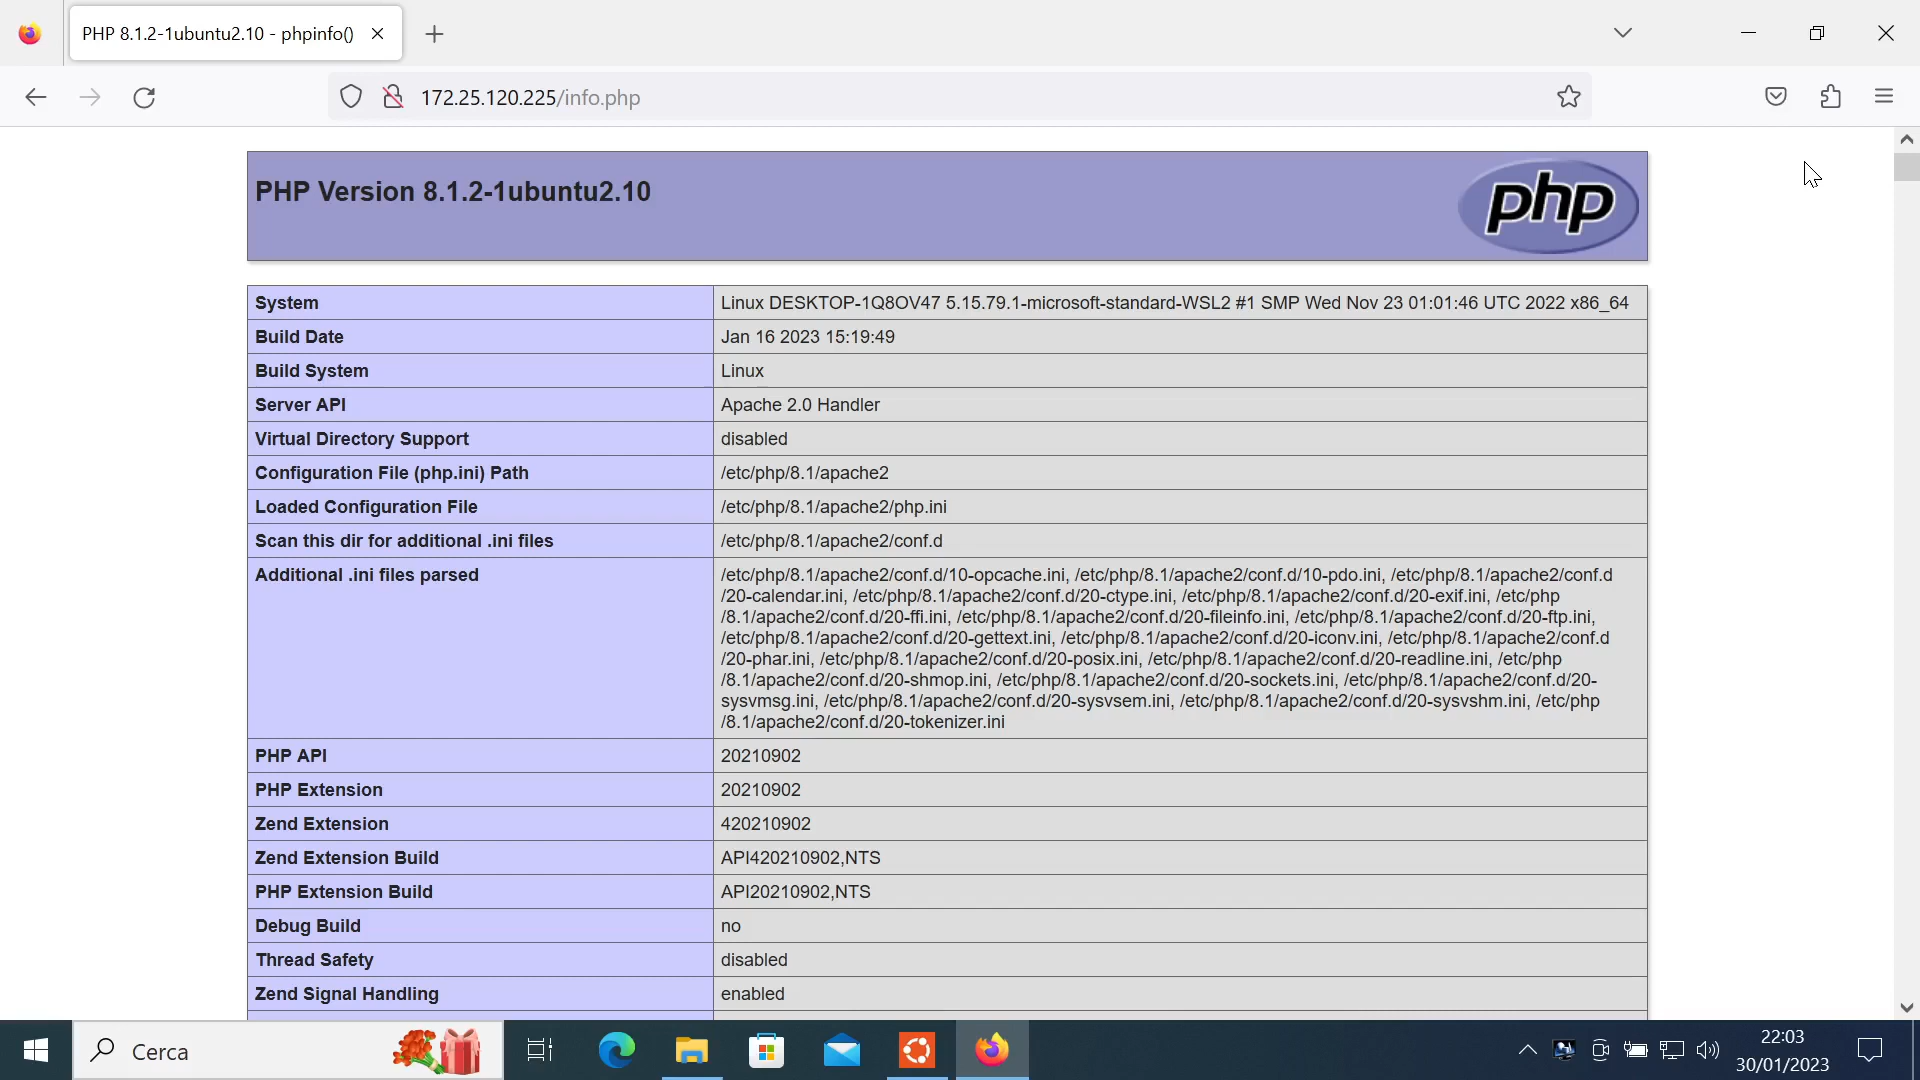 PHP 8.1.2-1ubuntu2.10 - phpinfo()
172.25.120.225/info.php
PHP Version 8.1.2-1ubuntu2.10
php
System Linux DESKTOP-1Q8OV47 5.15.79.1-microsoft-standard-WSL2 #1 SMP Wed Nov 23 01:01:46 UTC 2022 x86_64
Build Date Jan 16 2023 15:19:49
Build System Linux
Server API Apache 2.0 Handler
Virtual Directory Support disabled
Configuration File (php.ini) Path /etc/php/8.1/apache2
Loaded Configuration File /etc/php/8.1/apache2/php.ini
Scan this dir for additional .ini files /etc/php/8.1/apache2/conf.d
Additional .ini files parsed /etc/php/8.1/apache2/conf.d/10-opcache.ini, /etc/php/8.1/apache2/conf.d/10-pdo.ini, /etc/php/8.1/apache2/conf.d
/20-calendar.ini, /etc/php/8.1/apache2/conf.d/20-ctype.ini, /etc/php/8.1/apache2/conf.d/20-exif.ini, /etc/php
/8.1/apache2/conf.d/20-ffi.ini, /etc/php/8.1/apache2/conf.d/20-fileinfo.ini, /etc/php/8.1/apache2/conf.d/20-ftp.ini,
/etc/php/8.1/apache2/conf.d/20-gettext.ini, /etc/php/8.1/apache2/conf.d/20-iconv.ini, /etc/php/8.1/apache2/conf.d
/20-phar.ini, /etc/php/8.1/apache2/conf.d/20-posix.ini, /etc/php/8.1/apache2/conf.d/20-readline.ini, /etc/php
/8.1/apache2/conf.d/20-shmop.ini, /etc/php/8.1/apache2/conf.d/20-sockets.ini, /etc/php/8.1/apache2/conf.d/20-
sysvmsg.ini, /etc/php/8.1/apache2/conf.d/20-sysvsem.ini, /etc/php/8.1/apache2/conf.d/20-sysvshm.ini, /etc/php
/8.1/apache2/conf.d/20-tokenizer.ini
PHP API 20210902
PHP Extension 20210902
Zend Extension 420210902
Zend Extension Build API420210902,NTS
PHP Extension Build API20210902,NTS
Debug Build no
Thread Safety disabled
Zend Signal Handling enabled
Cerca
22:03
30/01/2023